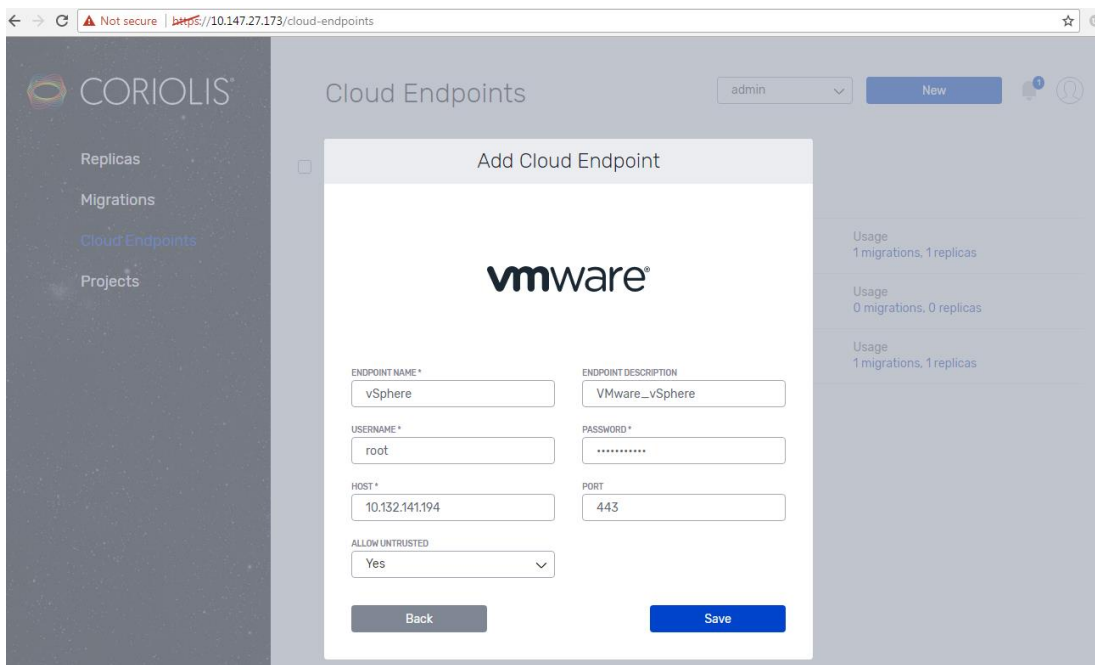 Not secure | https://10.147.27.173/cloud-endpoints
CORIOLIS®
Cloud Endpoints
admin
New
1
Replicas
Migrations
Cloud Endpoints
Projects
Add Cloud Endpoint
vmware®
ENDPOINT NAME *
ENDPOINT DESCRIPTION
vSphere
VMware_vSphere
USERNAME *
PASSWORD *
root
•••••••••••
HOST *
PORT
10.132.141.194
443
ALLOW UNTRUSTED
Yes
Back
Save
Usage
1 migrations, 1 replicas
Usage
0 migrations, 0 replicas
Usage
1 migrations, 1 replicas